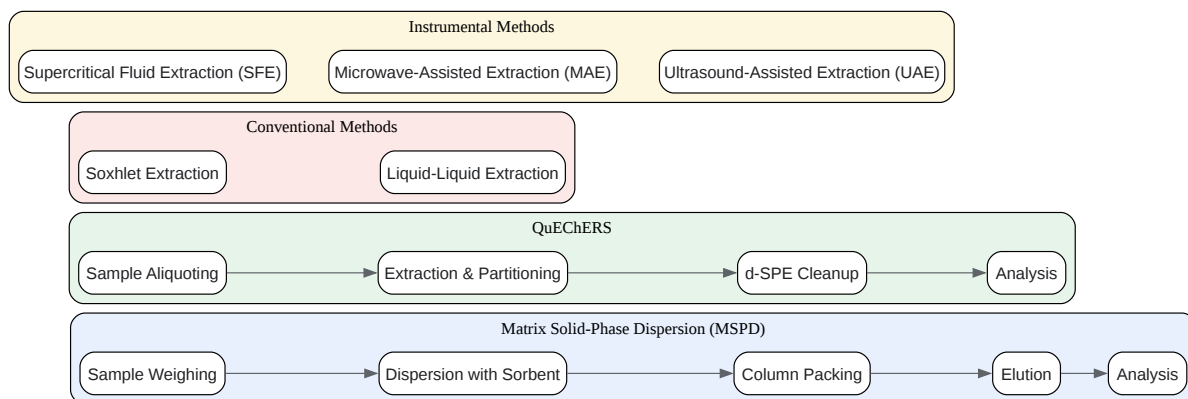 Instrumental Methods
Supercritical Fluid Extraction (SFE)
Microwave-Assisted Extraction (MAE)
Ultrasound-Assisted Extraction (UAE)
Conventional Methods
Soxhlet Extraction
Liquid-Liquid Extraction
QuEChERS
Sample Aliquoting
Extraction & Partitioning
d-SPE Cleanup
Analysis
Matrix Solid-Phase Dispersion (MSPD)
Sample Weighing
Dispersion with Sorbent
Column Packing
Elution
Analysis